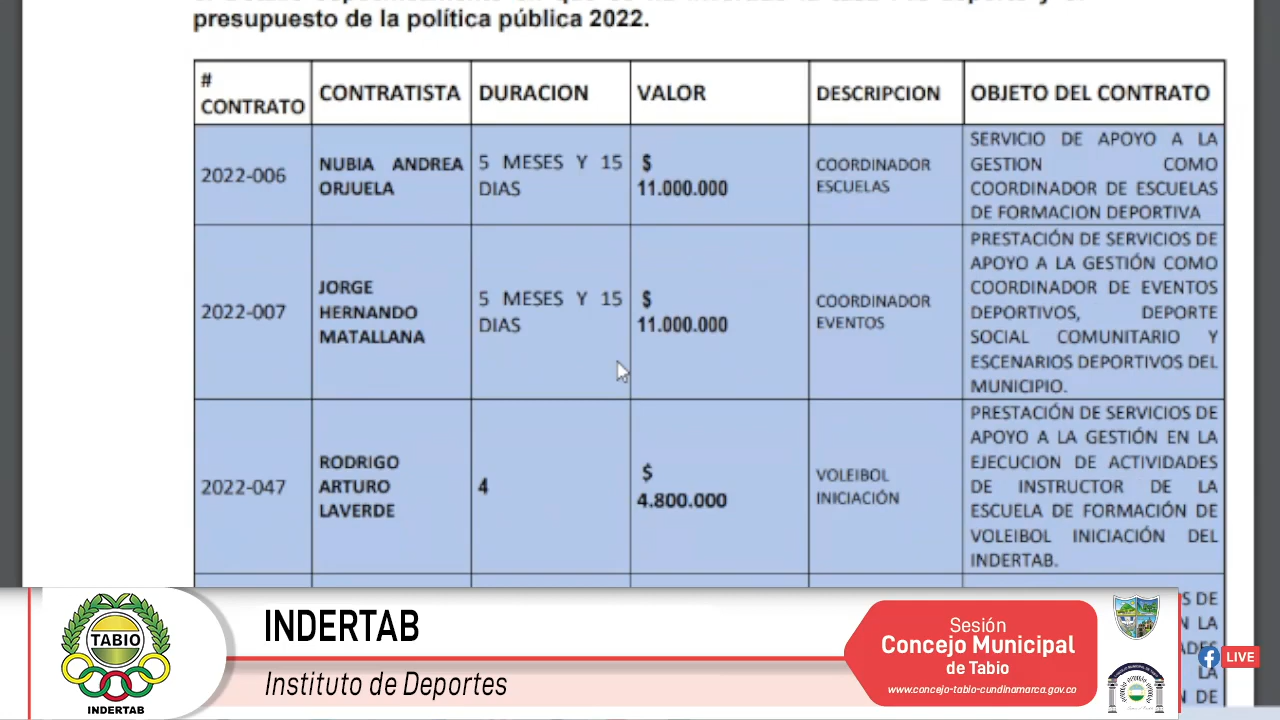 presupuesto de la política pública 2022.
# CONTRATO
CONTRATISTA
DURACION
VALOR
DESCRIPCION
OBJETO DEL CONTRATO
2022-006
NUBIA ANDREA
ORJUELA
5 MESES Y 15
DIAS
$
11.000.000
COORDINADOR
ESCUELAS
SERVICIO DE APOYO A LA
GESTION COMO
COORDINADOR DE ESCUELAS
DE FORMACION DEPORTIVA
2022-007
JORGE
HERNANDO
MATALLANA
5 MESES Y 15
DIAS
$
11.000.000
COORDINADOR
EVENTOS
PRESTACIÓN DE SERVICIOS DE
APOYO A LA GESTIÓN COMO
COORDINADOR DE EVENTOS
DEPORTIVOS, DEPORTE
SOCIAL COMUNITARIO Y
ESCENARIOS DEPORTIVOS DEL
MUNICIPIO.
2022-047
RODRIGO
ARTURO
LAVERDE
4
$
4.800.000
VOLEIBOL
INICIACIÓN
PRESTACIÓN DE SERVICIOS DE
APOYO A LA GESTIÓN EN LA
EJECUCION DE ACTIVIDADES
DE INSTRUCTOR DE LA
ESCUELA DE FORMACIÓN DE
VOLEIBOL INICIACIÓN DEL
INDERTAB.
TABIO
INDERTAB
INDERTAB
Instituto de Deportes
Sesión
Concejo Municipal
de Tabio
www.concejo-tabio-cundinamarca.gov.co
LIVE